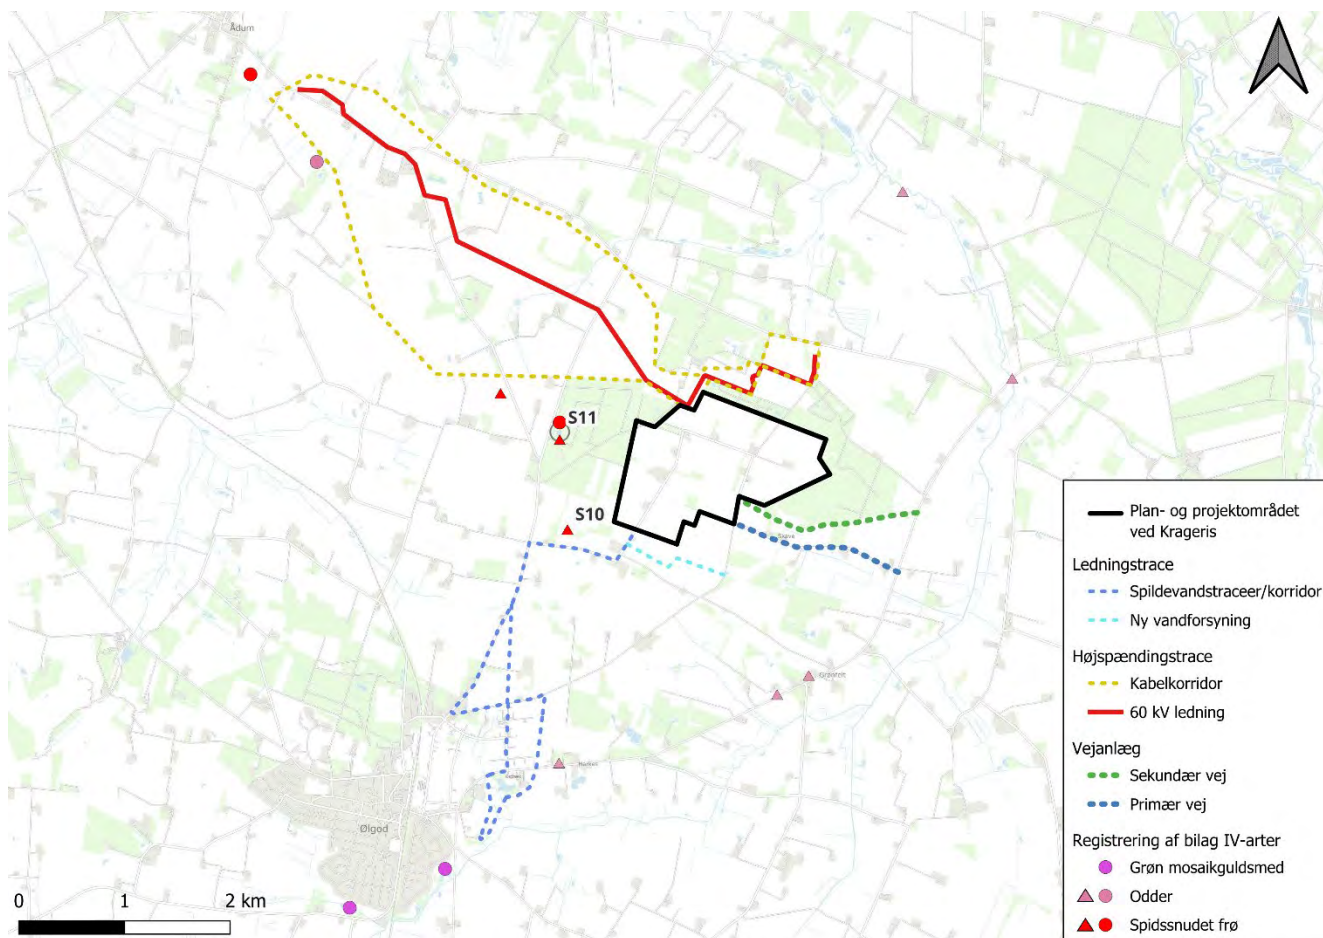 Ådum
S11
S10
Ølgod
Grønfelt
0 1 2 km
Plan- og projektområdet
ved Krageris
Ledningstrace
Spildevandstraceer/korridor
Ny vandforsyning
Højspændingstrace
Kabelkorridor
60 kV ledning
Vejanlæg
Sekundær vej
Primær vej
Registrering af bilag IV-arter
Grøn mosaikguldsmed
Odder
Spidssnudet frø